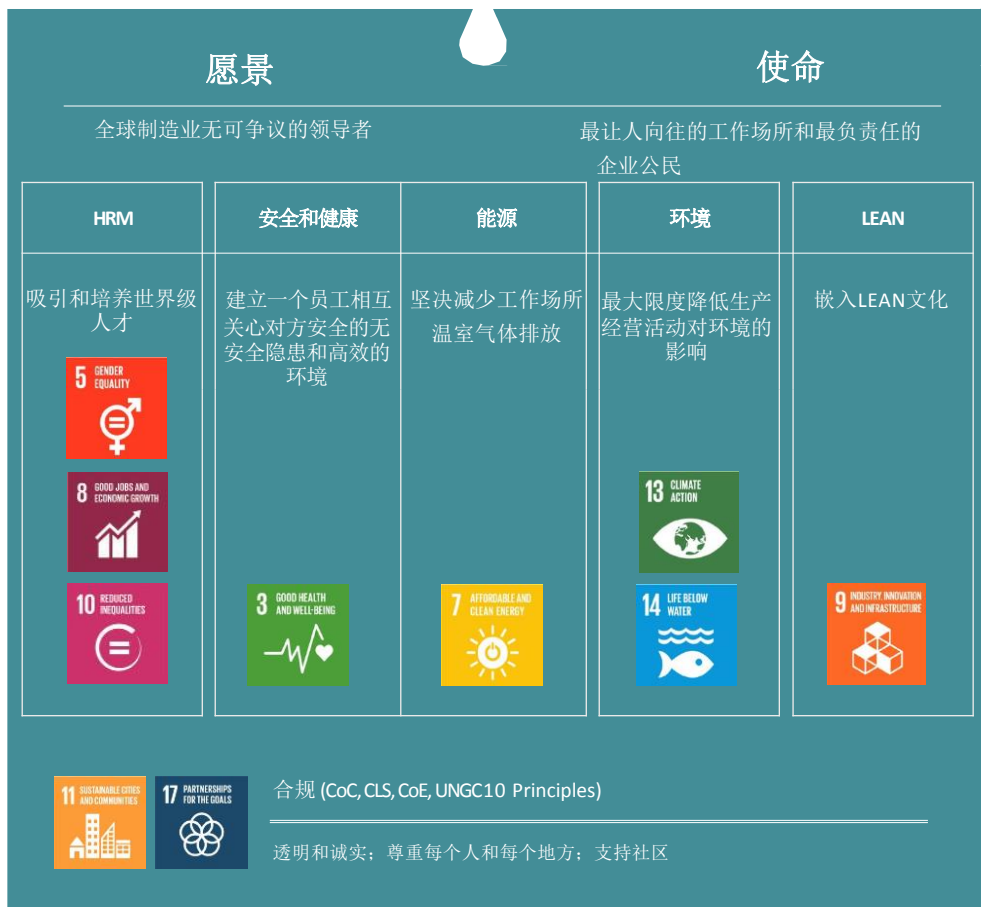 愿景
使命
全球制造业无可争议的领导者
最让人向往的工作场所和最负责任的
企业公民
HRM
安全和健康
能源
环境
LEAN
吸引和培养世界级
人才
建立一个员工相互
关心对方安全的无
安全隐患和高效的
环境
坚决减少工作场所
温室气体排放
最大限度降低生产
经营活动对环境的
影响
嵌入LEAN文化
5 GENDER
EQUALITY
8 GOOD JOBS AND
ECONOMIC GROWTH
10 REDUCED
INEQUALITIES
3 GOOD HEALTH
AND WELL-BEING
7 AFFORDABLE AND
CLEAN ENERGY
13 CLIMATE
ACTION
14 LIFE BELOW
WATER
9 INDUSTRY INNOVATION
AND INFRASTRUCTURE
11 SUSTAINABLE CITIES
AND COMMUNITIES
17 PARTNERSHIPS
FOR THE GOALS
合规 (CoC, CLS, CoE, UNGC10 Principles)
透明和诚实；尊重每个人和每个地方；支持社区